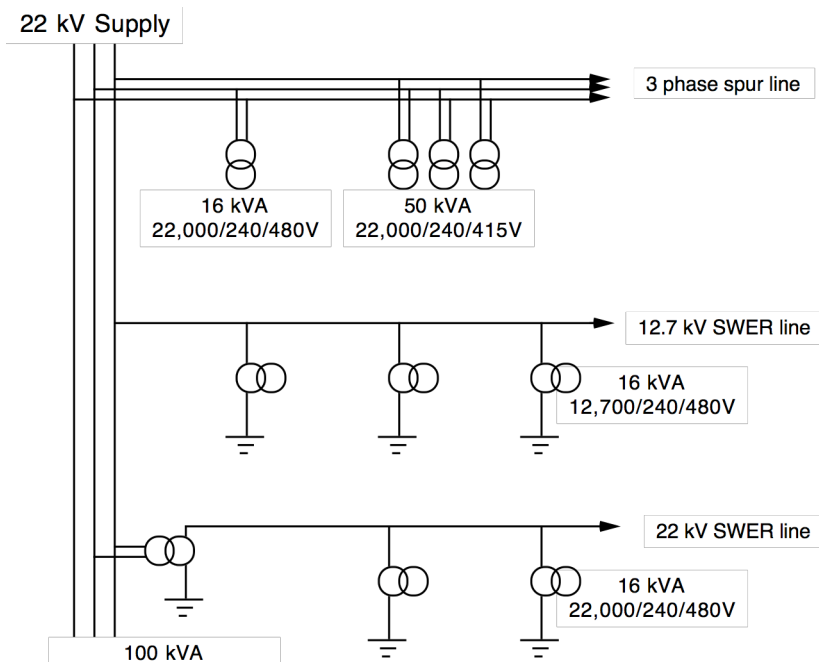 22 kV Supply
3 phase spur line
16 kVA
22,000/240/480V
50 kVA
22,000/240/415V
12.7 kV SWER line
16 kVA
12,700/240/480V
22 kV SWER line
16 kVA
22,000/240/480V
100 kVA